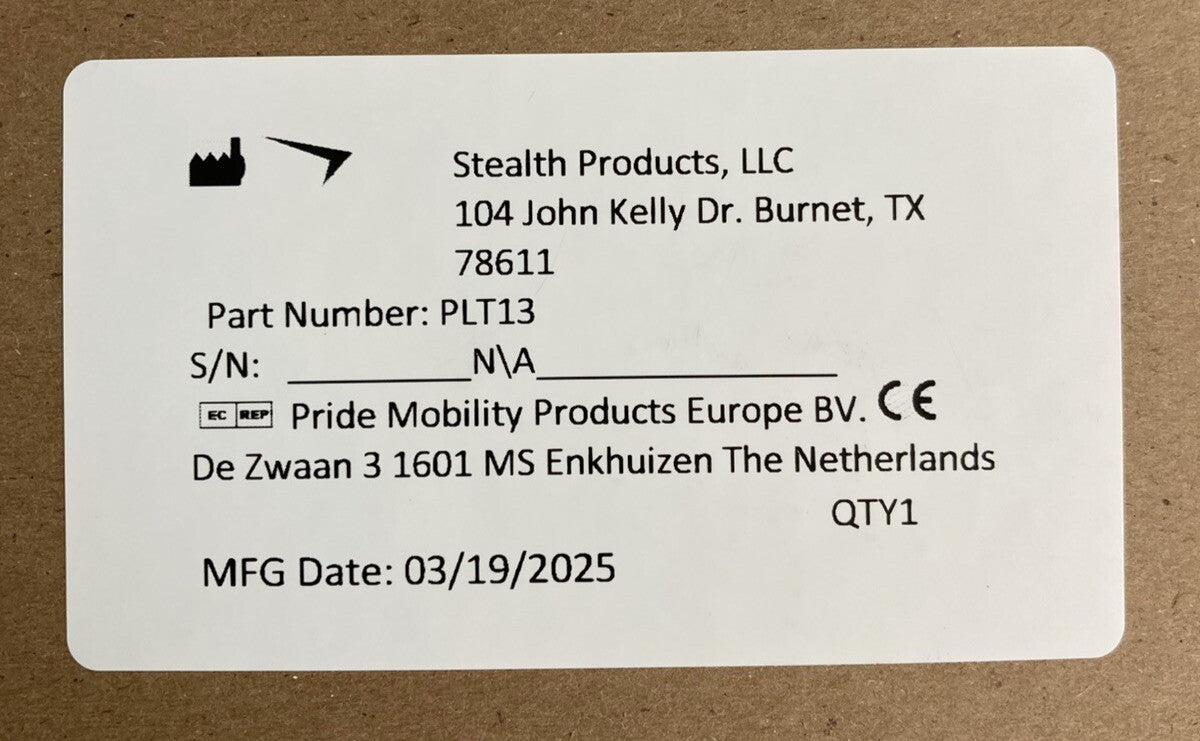 Stealth Products, LLC
104 John Kelly Dr. Burnet, TX
78611
Part Number: PLT13
S/N: __________N\A________________
EC REP Pride Mobility Products Europe BV. CE
De Zwaan 3 1601 MS Enkhuizen The Netherlands
QTY1
MFG Date: 03/19/2025